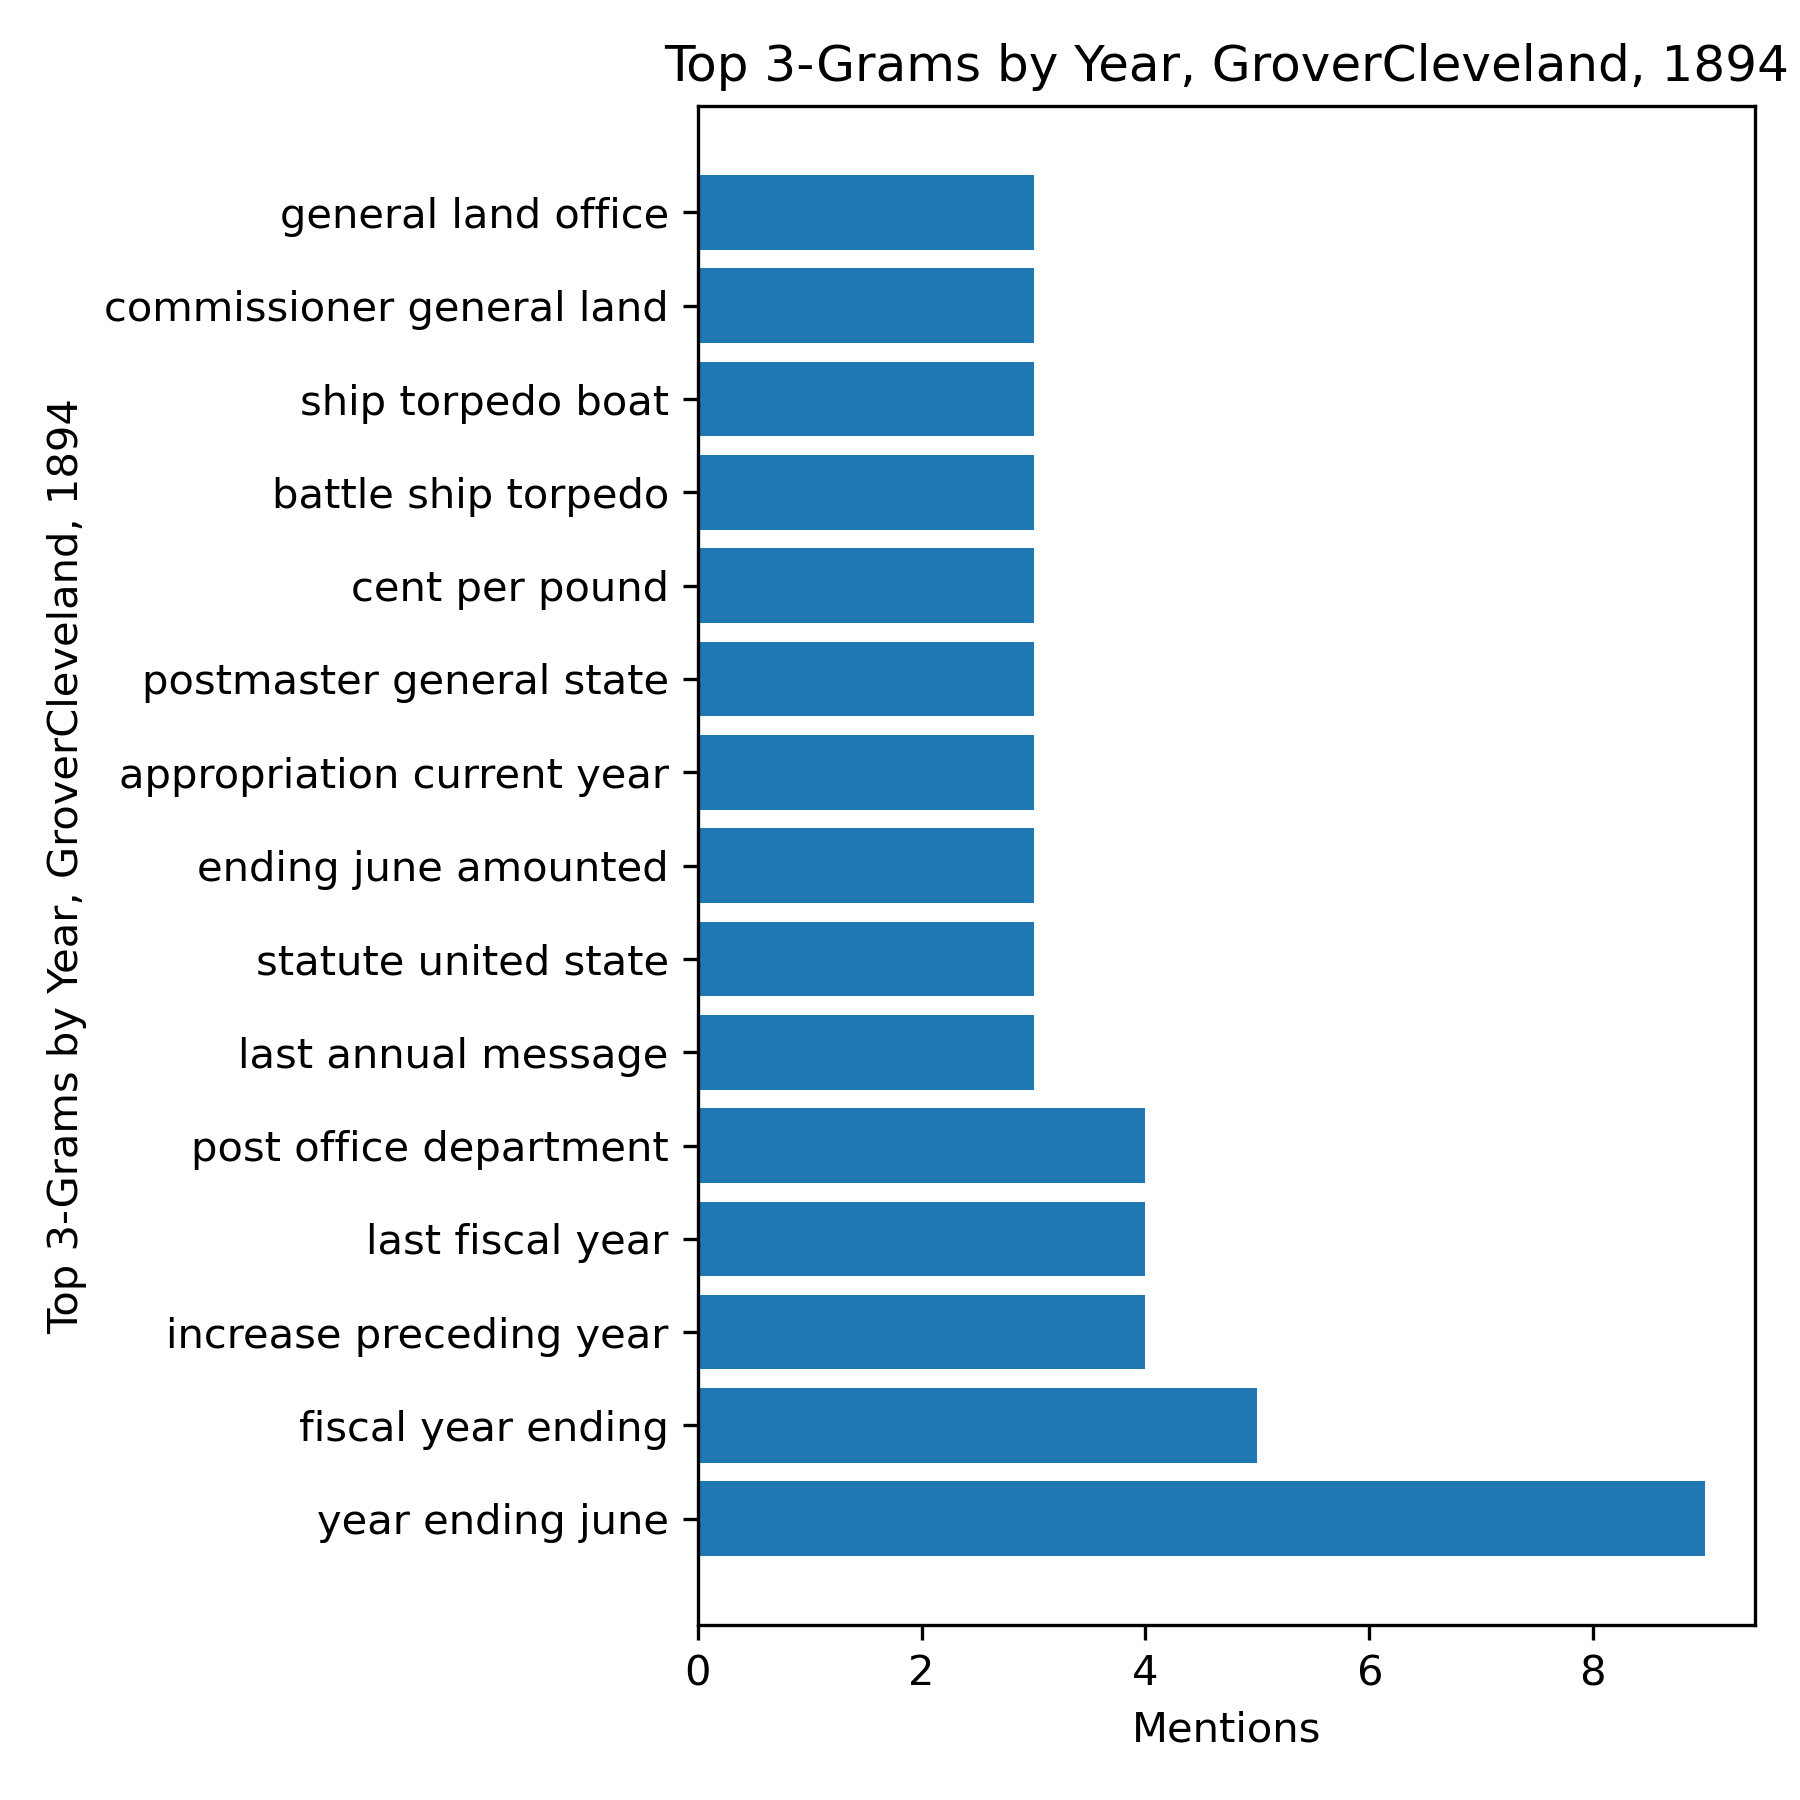 Top 3-Grams by Year, GroverCleveland, 1894
Top 3-Grams by Year, GroverCleveland, 1894
general land office
commissioner general land
ship torpedo boat
battle ship torpedo
cent per pound
postmaster general state
appropriation current year
ending june amounted
statute united state
last annual message
post office department
last fiscal year
increase preceding year
fiscal year ending
year ending june
0 2 4 6 8
Mentions